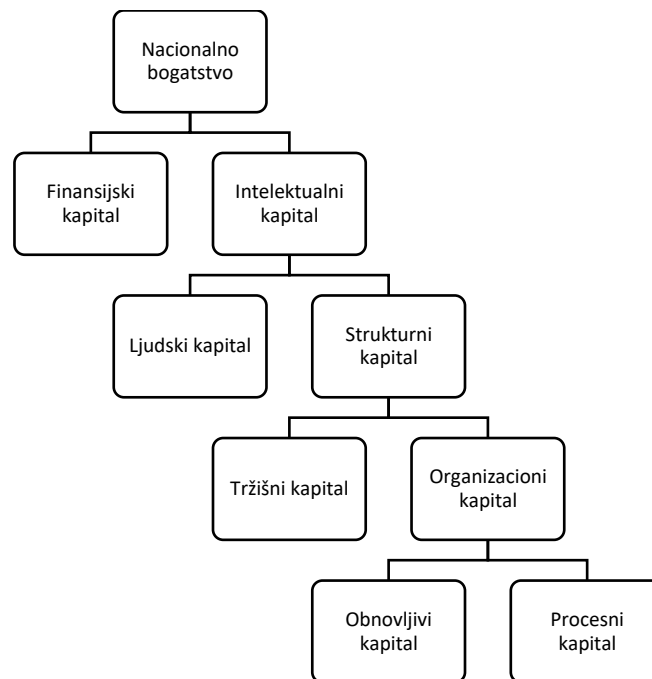 Nacionalno
bogatstvo
Finansijski
kapital
Intelektualni
kapital
Ljudski kapital
Strukturni
kapital
Tržišni kapital
Organizacioni
kapital
Obnovljivi
kapital
Procesni
kapital